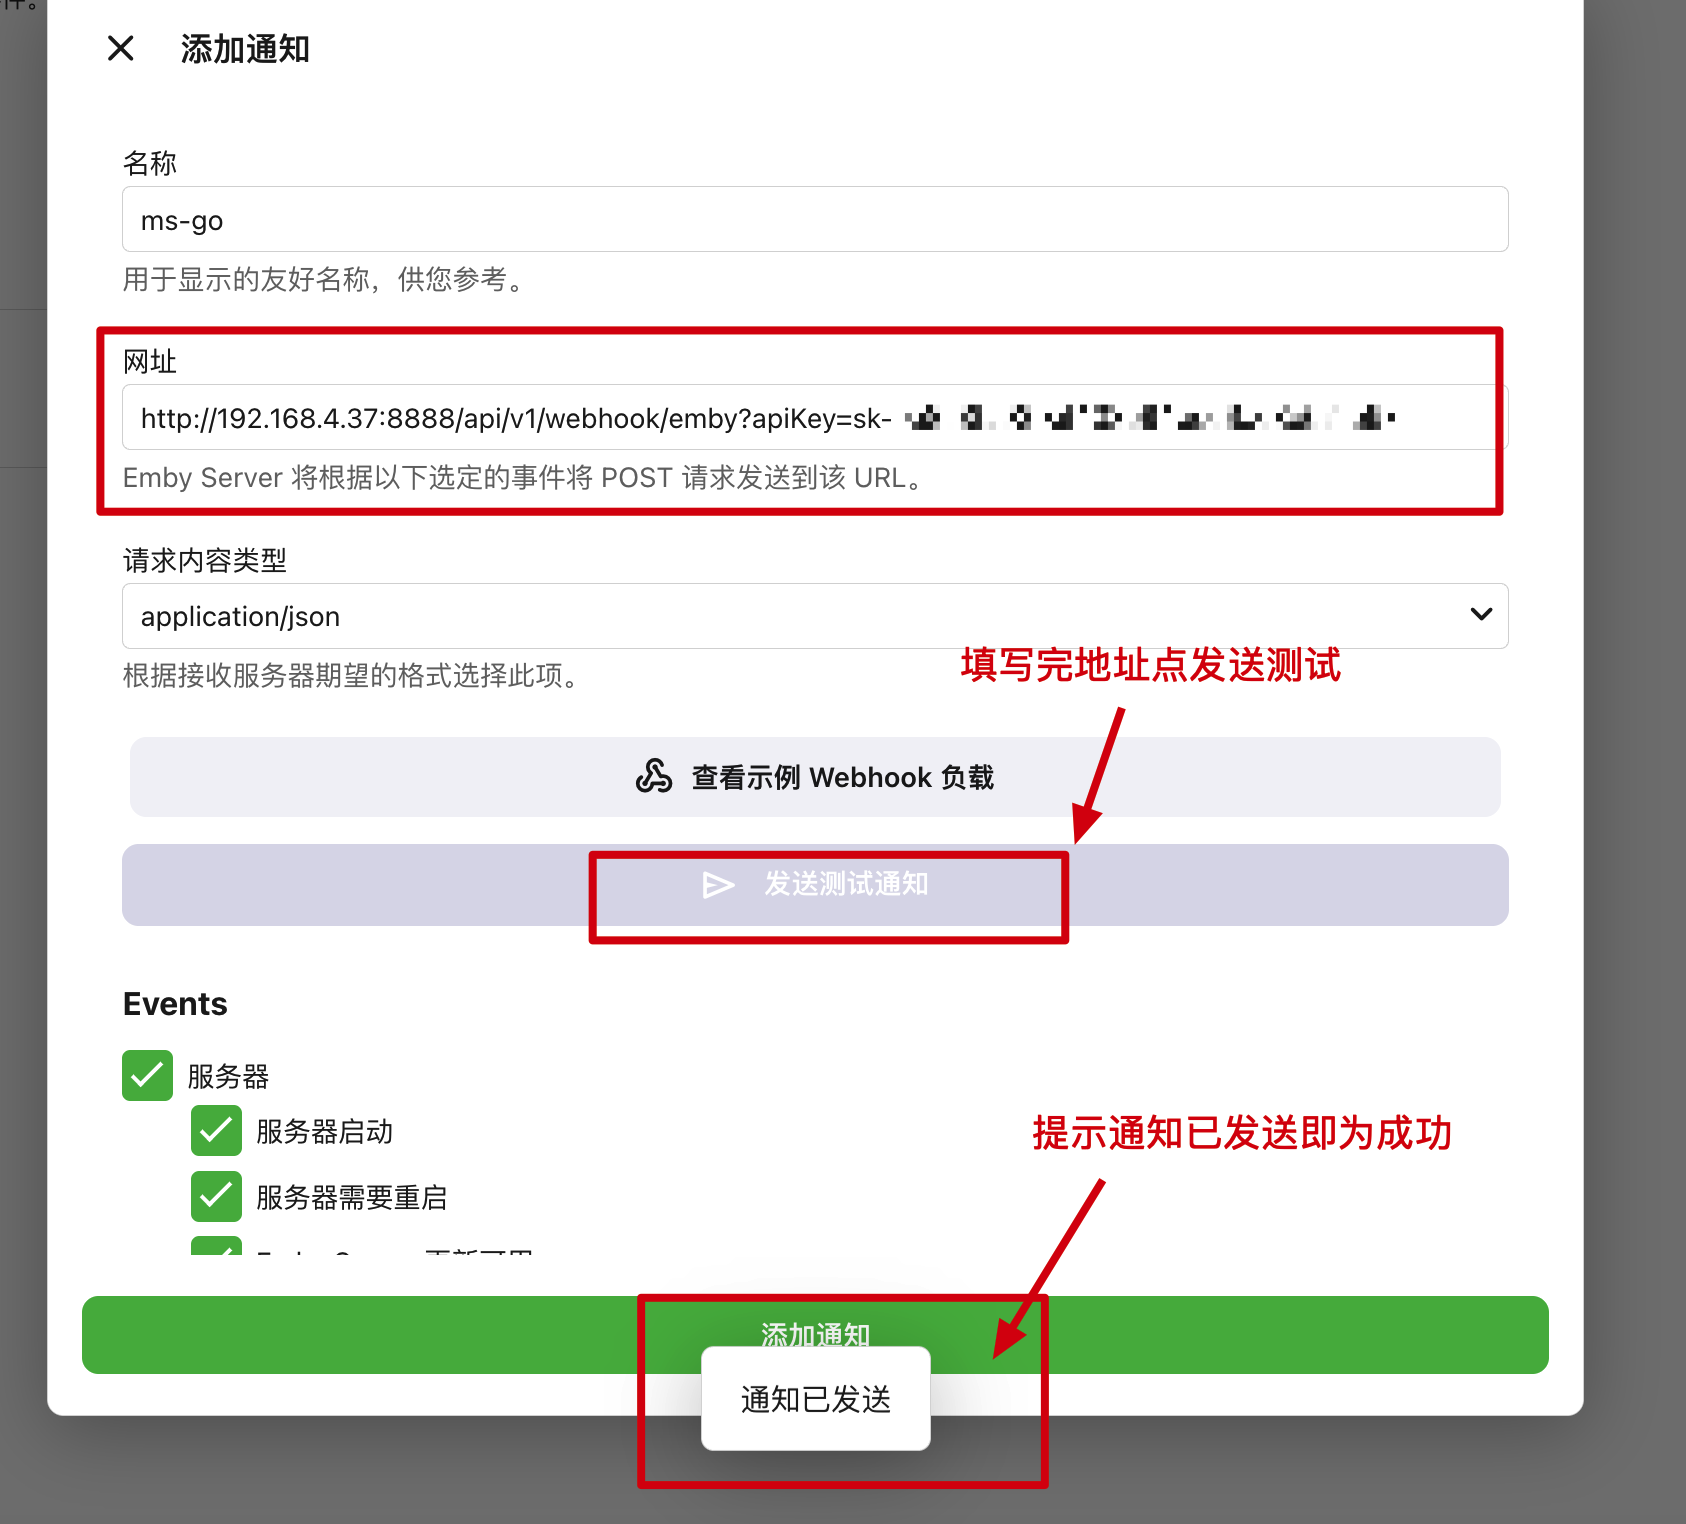 件。
添加通知
名称
ms-go
用于显示的友好名称，供您参考。
网址
http://192.168.4.37:8888/api/v1/webhook/emby?apiKey=sk-
Emby Server 将根据以下选定的事件将 POST 请求发送到该 URL。
请求内容类型
application/json
填写完地址点发送测试
根据接收服务器期望的格式选择此项。
查看示例 Webhook 负载
发送测试通知
Events
服务器
服务器启动
提示通知已发送即为成功
服务器需要重启
Emby Server 更新可用
添加通知
通知已发送